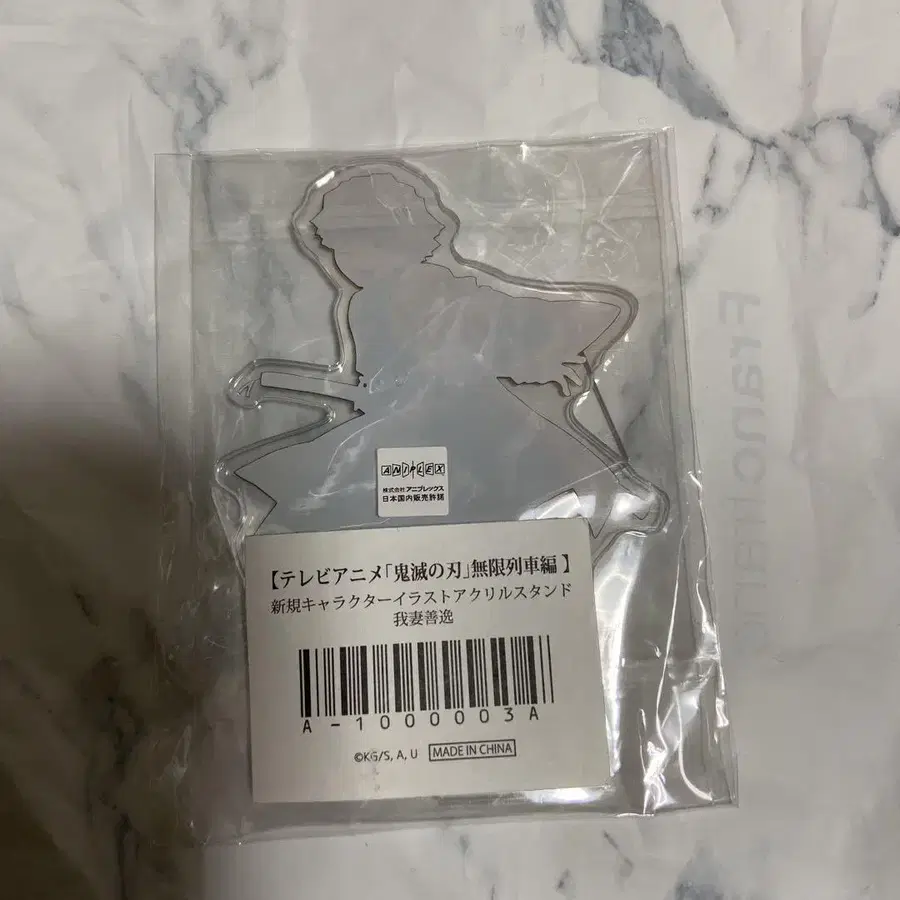 ANIPLEX
株式会社アニプレックス
日本国内販売許諾
【テレビアニメ「鬼滅の刃」無限列車編】
新規キャラクターイラストアクリルスタンド
我妻善逸
A-1000003A
©KG/S, A, U MADE IN CHINA